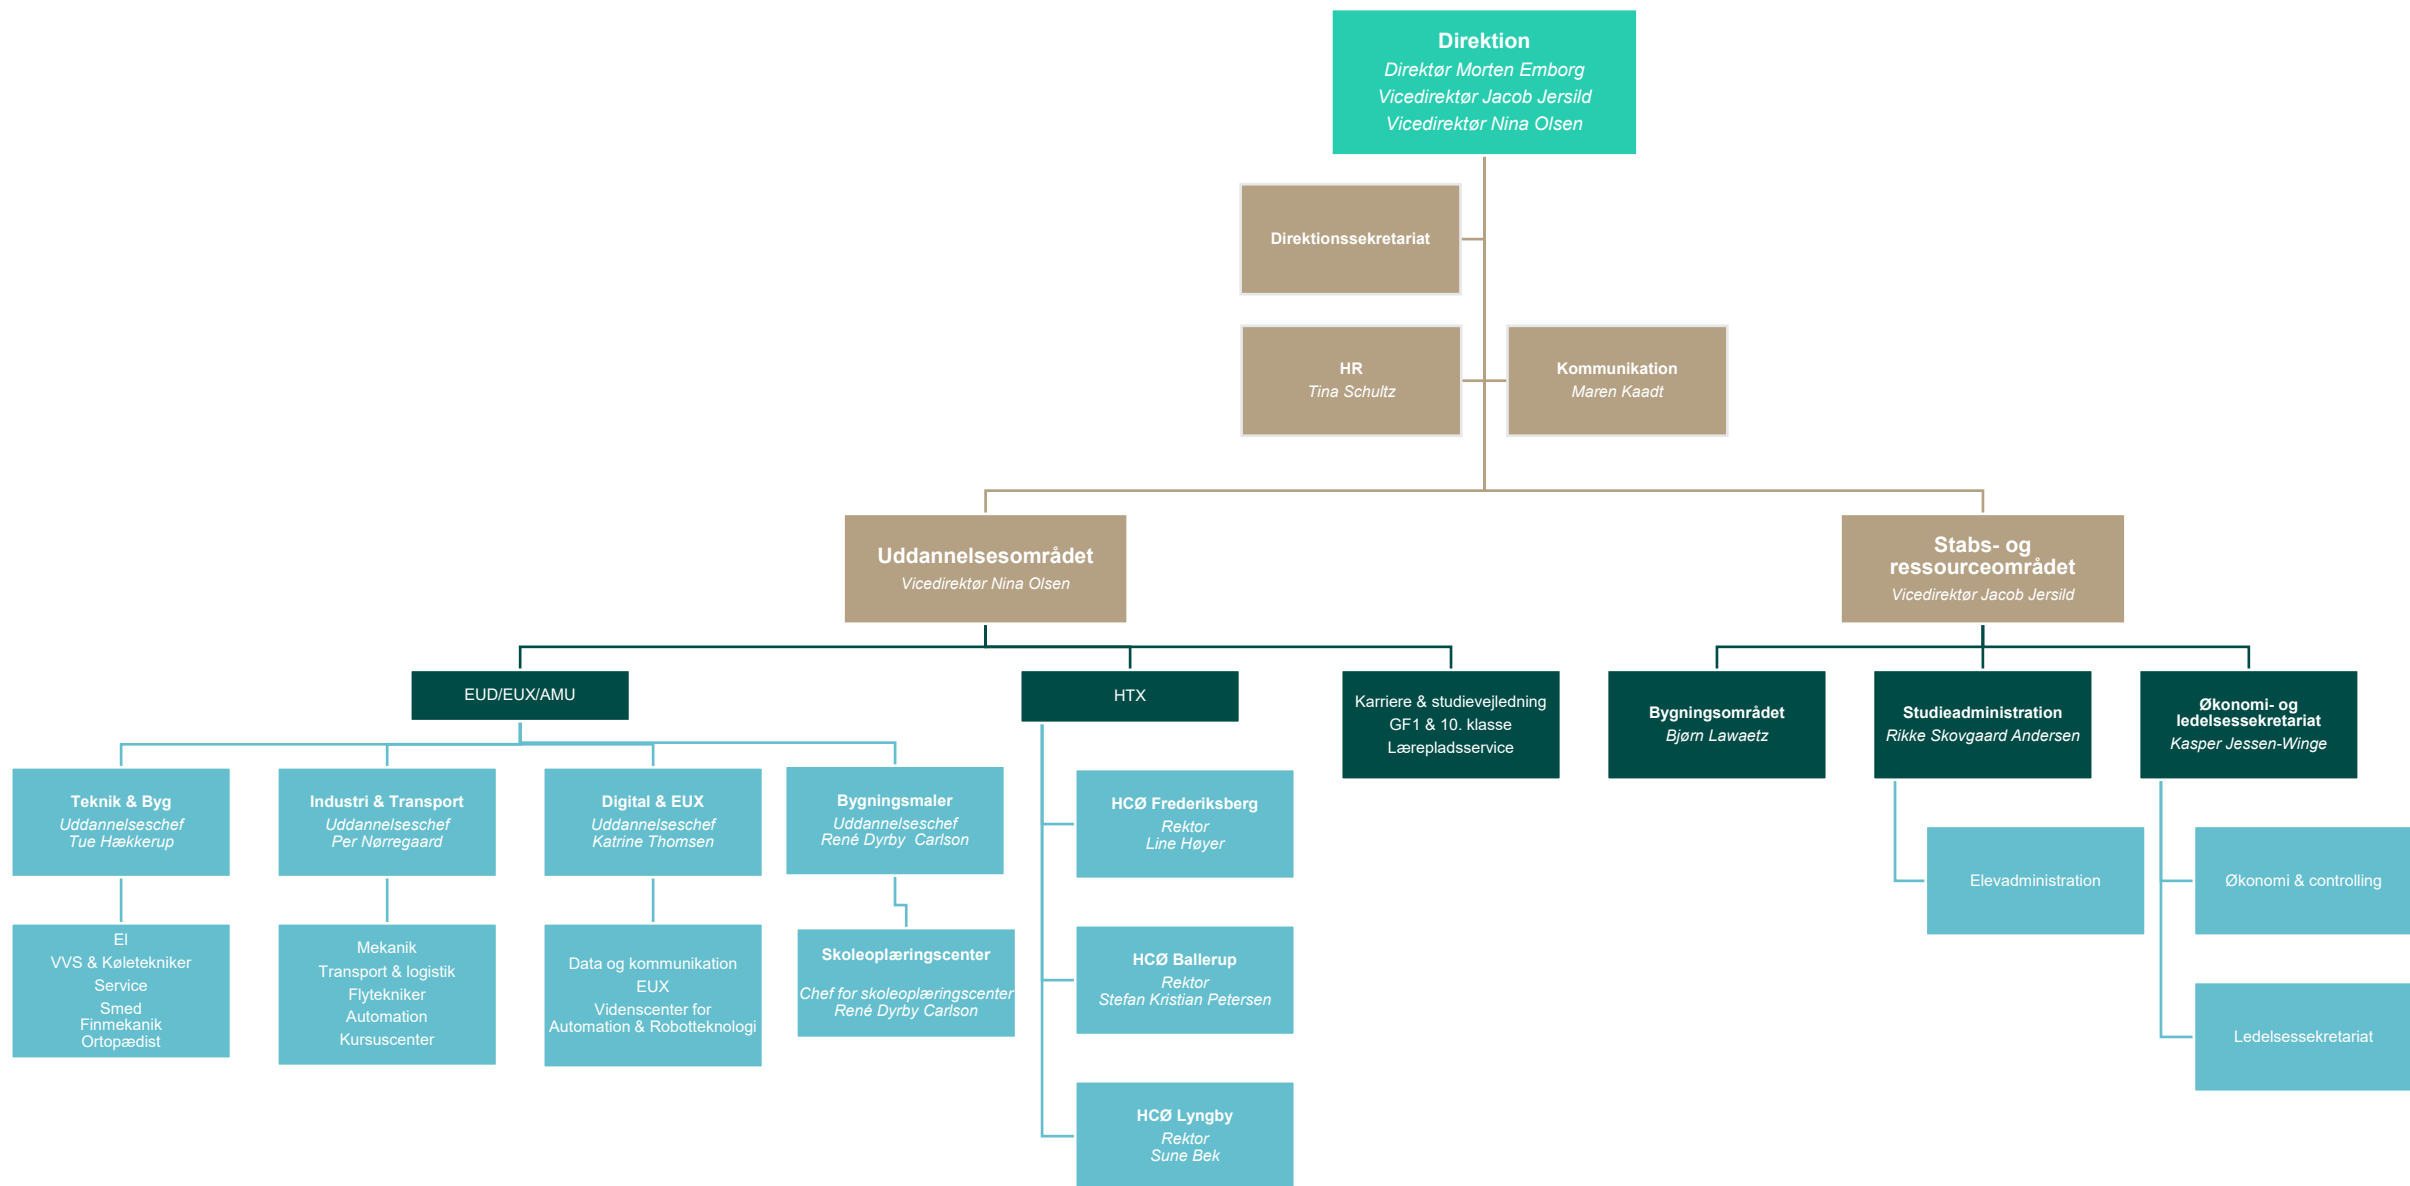 Direktion
Direktør Morten Emborg
Vicedirektør Jacob Jersild
Vicedirektør Nina Olsen
Direktionssekretariat
HR
Tina Schultz
Kommunikation
Maren Kaadt
Uddannelsesområdet
Vicedirektør Nina Olsen
Stabs- og
ressourceområdet
Vicedirektør Jacob Jersild
EUD/EUX/AMU
HTX
Karriere & studievejledning
GF1 & 10. klasse
Lærepladsservice
Bygningsområdet
Bjørn Lawaetz
Studieadministration
Rikke Skovgaard Andersen
Økonomi- og
ledelsessekretariat
Kasper Jessen-Winge
Teknik & Byg
Uddannelseschef
Tue Hækkerup
Industri & Transport
Uddannelseschef
Per Nørregaard
Digital & EUX
Uddannelseschef
Katrine Thomsen
Bygningsmaler
Uddannelseschef
René Dyrby  Carlson
HCØ Frederiksberg
Rektor
Line Høyer
Elevadministration
Økonomi & controlling
El
VVS & Køletekniker
Service
Smed
Finmekanik
Ortopædist
Mekanik
Transport & logistik
Flytekniker
Automation
Kursuscenter
Data og kommunikation
EUX
Videnscenter for
Automation & Robotteknologi
Skoleoplæringscenter
Chef for skoleoplæringscenter
René Dyrby Carlson
HCØ Ballerup
Rektor
Stefan Kristian Petersen
Ledelsessekretariat
HCØ Lyngby
Rektor
Sune Bek